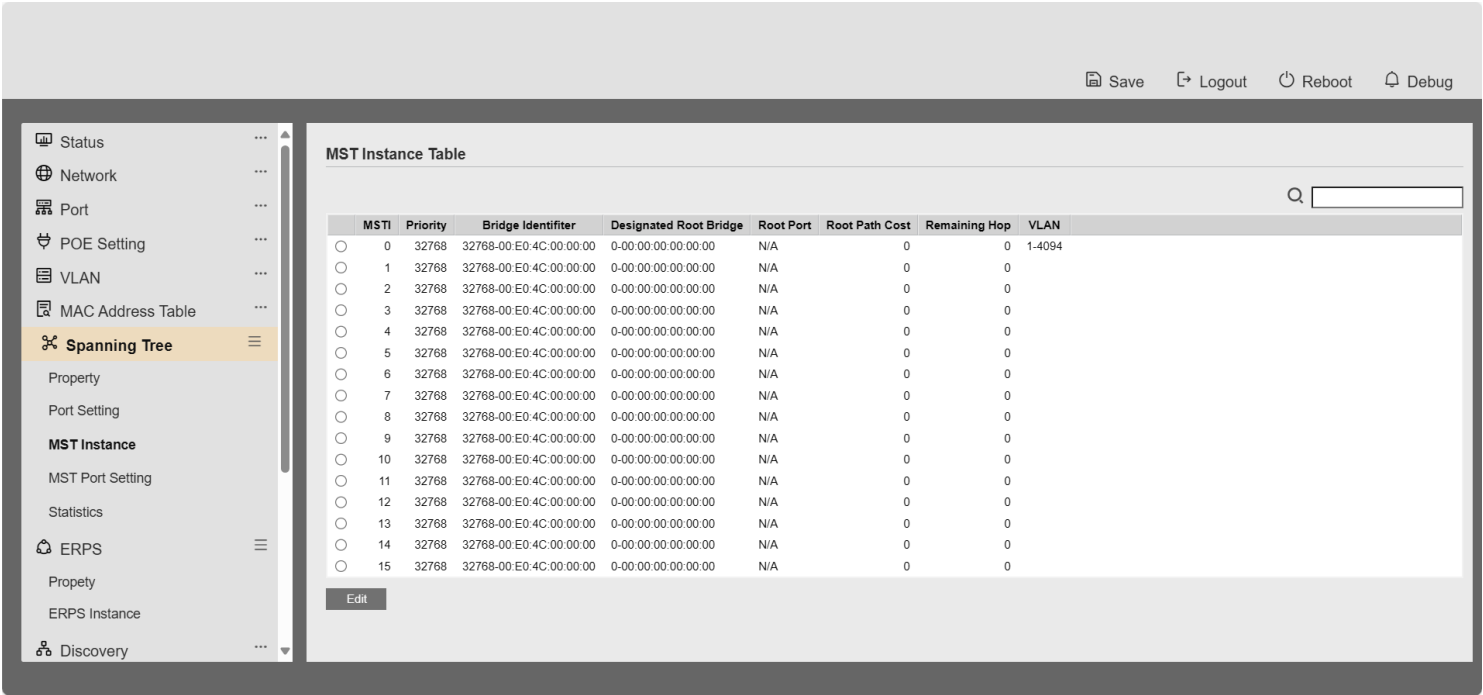 Save Logout Reboot Debug
Status
Network
Port
POE Setting
VLAN
MAC Address Table
Spanning Tree
Property
Port Setting
MST Instance
MST Port Setting
Statistics
ERPS
Propety
ERPS Instance
Discovery
MST Instance Table
MSTI Priority Bridge Identifiter Designated Root Bridge Root Port Root Path Cost Remaining Hop VLAN
0 32768 32768-00:E0:4C:00:00:00 0-00:00:00:00:00:00 N/A 0 0 1-4094
1 32768 32768-00:E0:4C:00:00:00 0-00:00:00:00:00:00 N/A 0 0
2 32768 32768-00:E0:4C:00:00:00 0-00:00:00:00:00:00 N/A 0 0
3 32768 32768-00:E0:4C:00:00:00 0-00:00:00:00:00:00 N/A 0 0
4 32768 32768-00:E0:4C:00:00:00 0-00:00:00:00:00:00 N/A 0 0
5 32768 32768-00:E0:4C:00:00:00 0-00:00:00:00:00:00 N/A 0 0
6 32768 32768-00:E0:4C:00:00:00 0-00:00:00:00:00:00 N/A 0 0
7 32768 32768-00:E0:4C:00:00:00 0-00:00:00:00:00:00 N/A 0 0
8 32768 32768-00:E0:4C:00:00:00 0-00:00:00:00:00:00 N/A 0 0
9 32768 32768-00:E0:4C:00:00:00 0-00:00:00:00:00:00 N/A 0 0
10 32768 32768-00:E0:4C:00:00:00 0-00:00:00:00:00:00 N/A 0 0
11 32768 32768-00:E0:4C:00:00:00 0-00:00:00:00:00:00 N/A 0 0
12 32768 32768-00:E0:4C:00:00:00 0-00:00:00:00:00:00 N/A 0 0
13 32768 32768-00:E0:4C:00:00:00 0-00:00:00:00:00:00 N/A 0 0
14 32768 32768-00:E0:4C:00:00:00 0-00:00:00:00:00:00 N/A 0 0
15 32768 32768-00:E0:4C:00:00:00 0-00:00:00:00:00:00 N/A 0 0
Edit